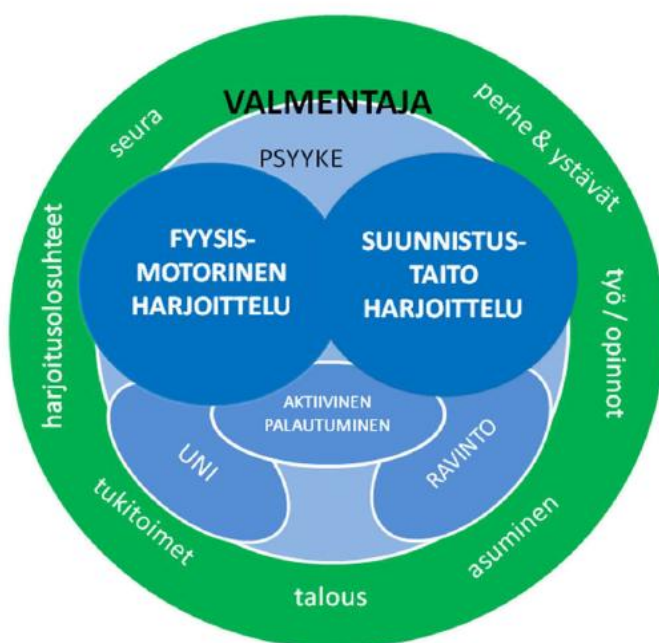 VALMENTAJA
PSYYKE
FYYSIS-
MOTORINEN
HARJOITTELU
SUUNNISTUS-
TAITO
HARJOITTELU
AKTIIVINEN
PALAUTUMINEN
UNI
RAVINTO
seura
perhe & ystävät
työ / opinnot
asuminen
talous
tukitoimet
harjoitusolosuhteet